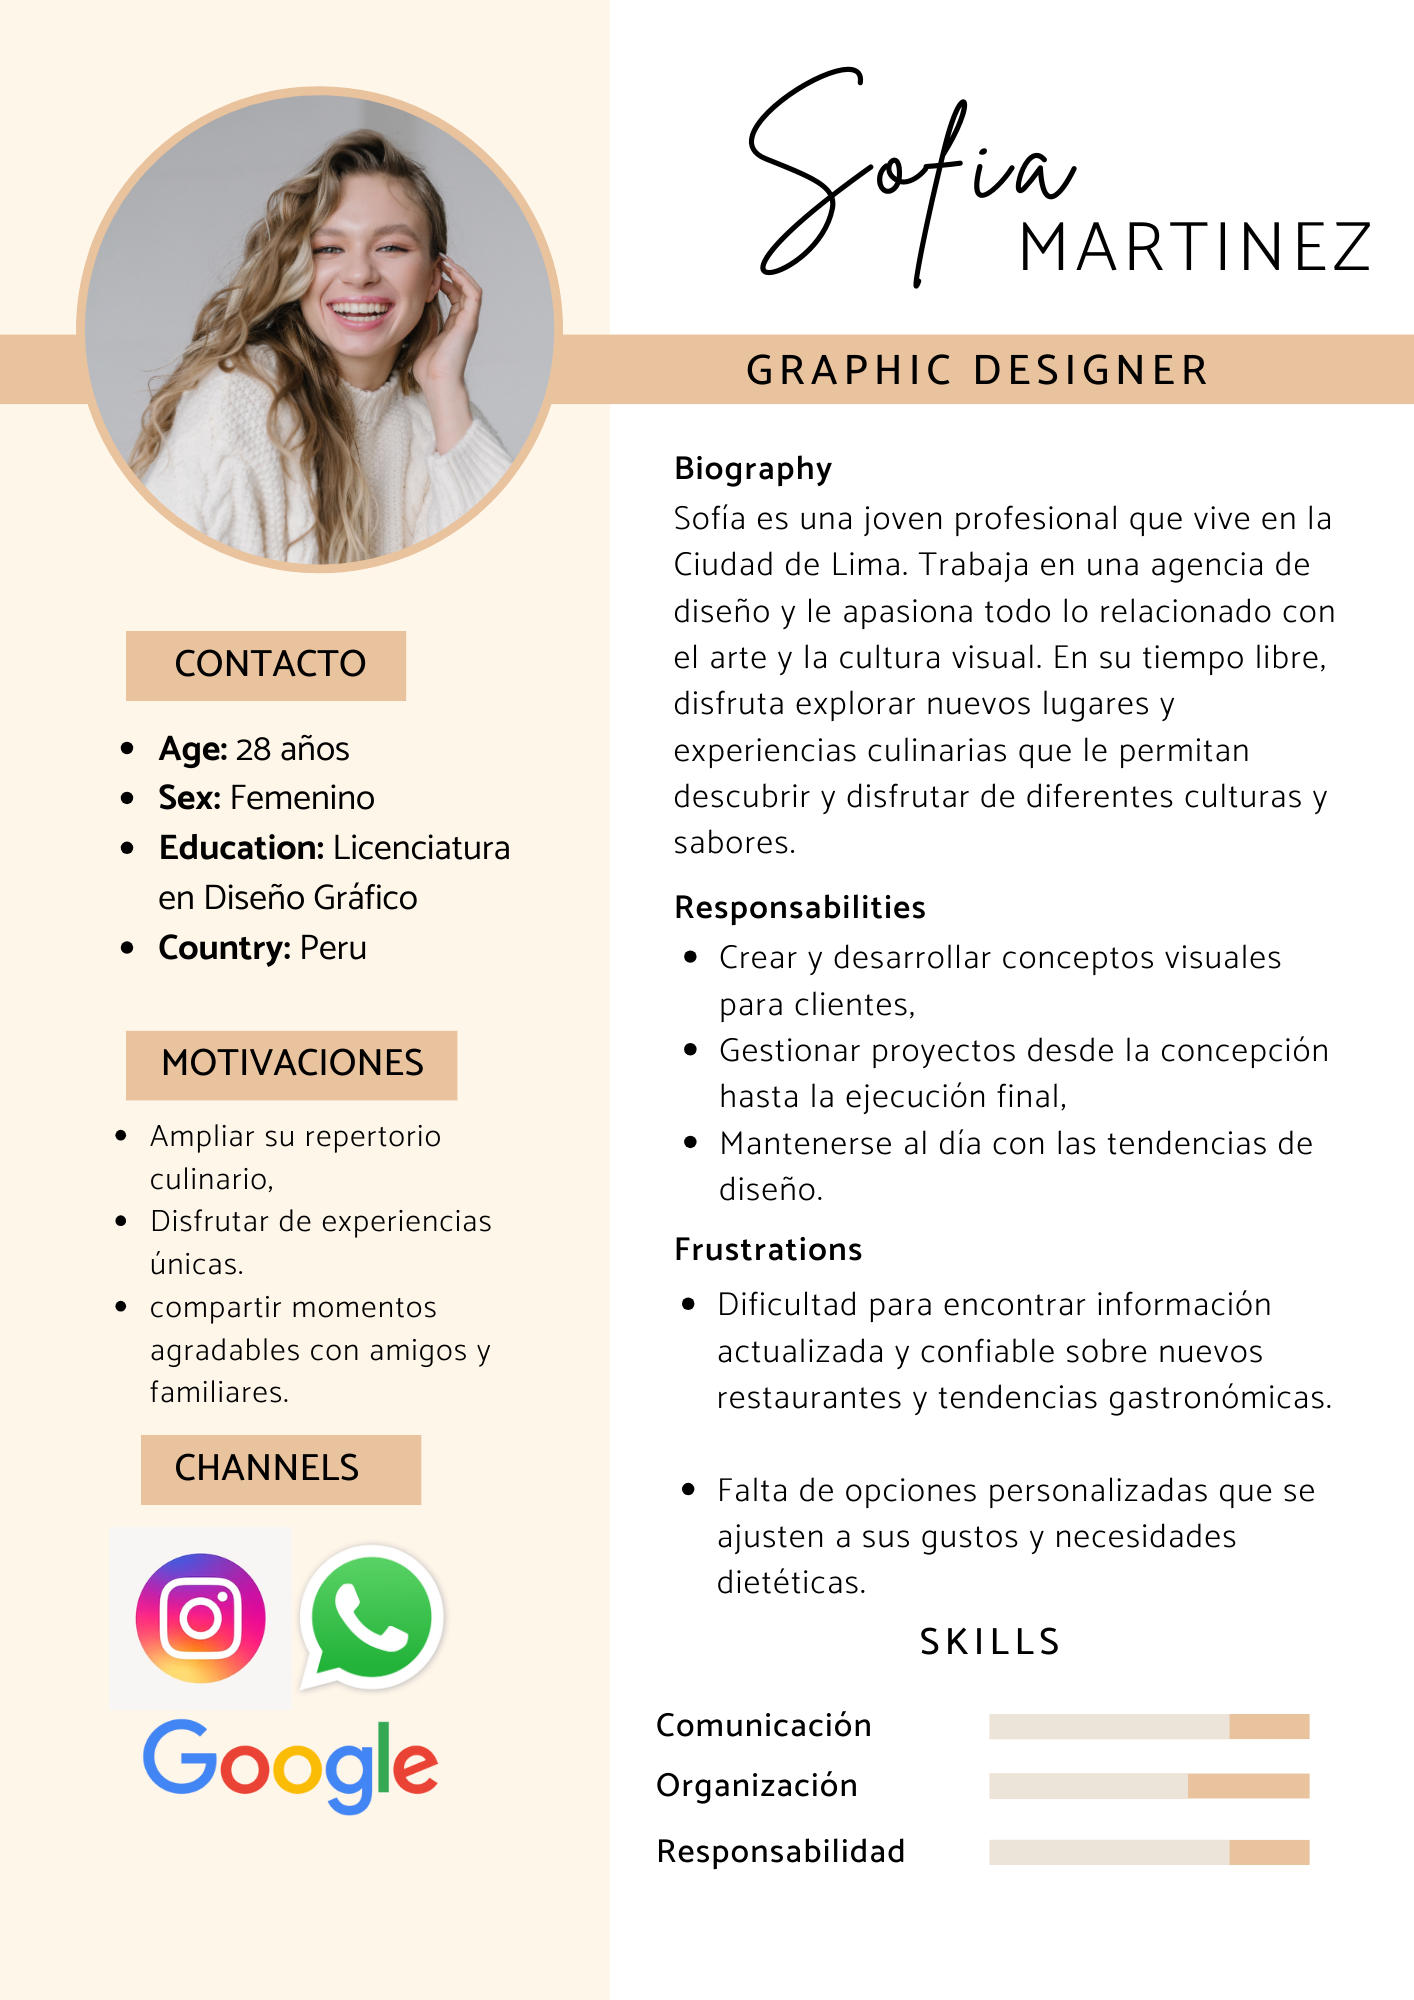 Sofia
MARTINEZ
GRAPHIC DESIGNER
CONTACTO
Age: 28 años
Sex: Femenino
Education: Licenciatura
en Diseño Gráfico
Country: Peru
MOTIVACIONES
Ampliar su repertorio
culinario,
Disfrutar de experiencias
únicas.
compartir momentos
agradables con amigos y
familiares.
CHANNELS
Google
Biography
Sofía es una joven profesional que vive en la
Ciudad de Lima. Trabaja en una agencia de
diseño y le apasiona todo lo relacionado con
el arte y la cultura visual. En su tiempo libre,
disfruta explorar nuevos lugares y
experiencias culinarias que le permitan
descubrir y disfrutar de diferentes culturas y
sabores.
Responsabilities
Crear y desarrollar conceptos visuales
para clientes,
Gestionar proyectos desde la concepción
hasta la ejecución final,
Mantenerse al día con las tendencias de
diseño.
Frustrations
Dificultad para encontrar información
actualizada y confiable sobre nuevos
restaurantes y tendencias gastronómicas.
Falta de opciones personalizadas que se
ajusten a sus gustos y necesidades
dietéticas.
SKILLS
Comunicación
Organización
Responsabilidad